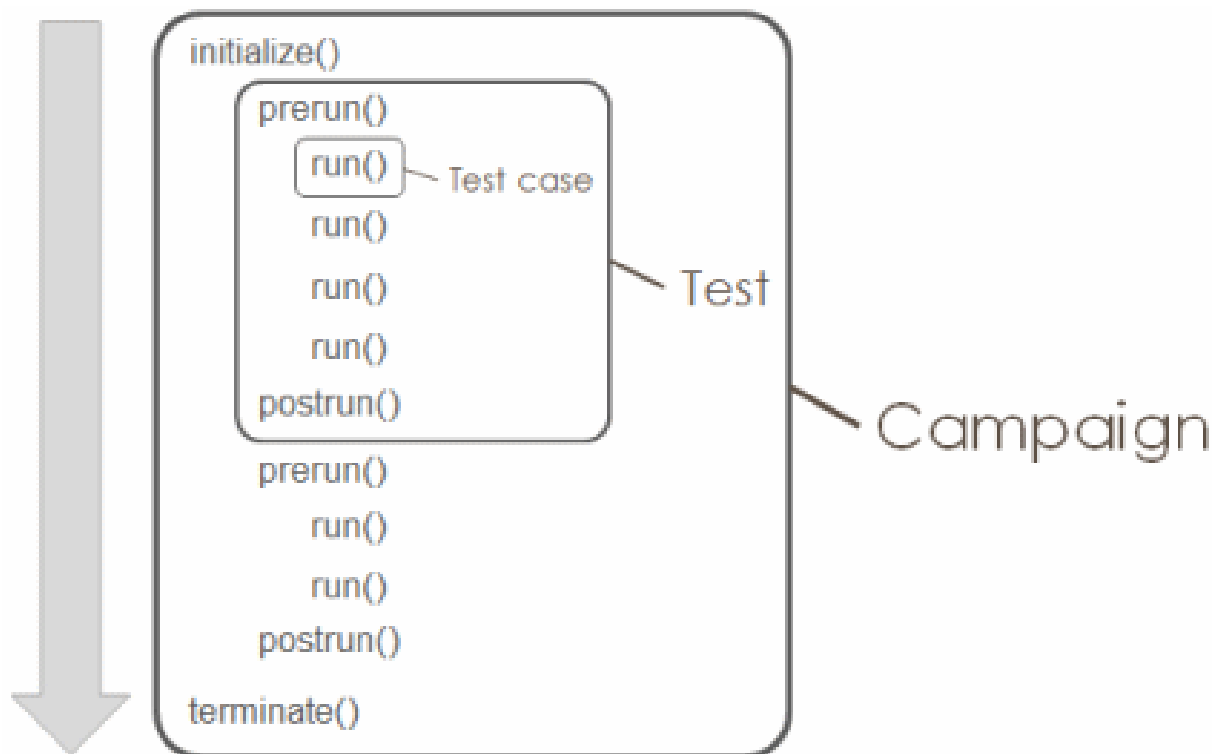 initialize()
prerun()
run()
Test case
run()
run()
Test
run()
postrun()
Campaign
prerun()
run()
run()
postrun()
terminate()